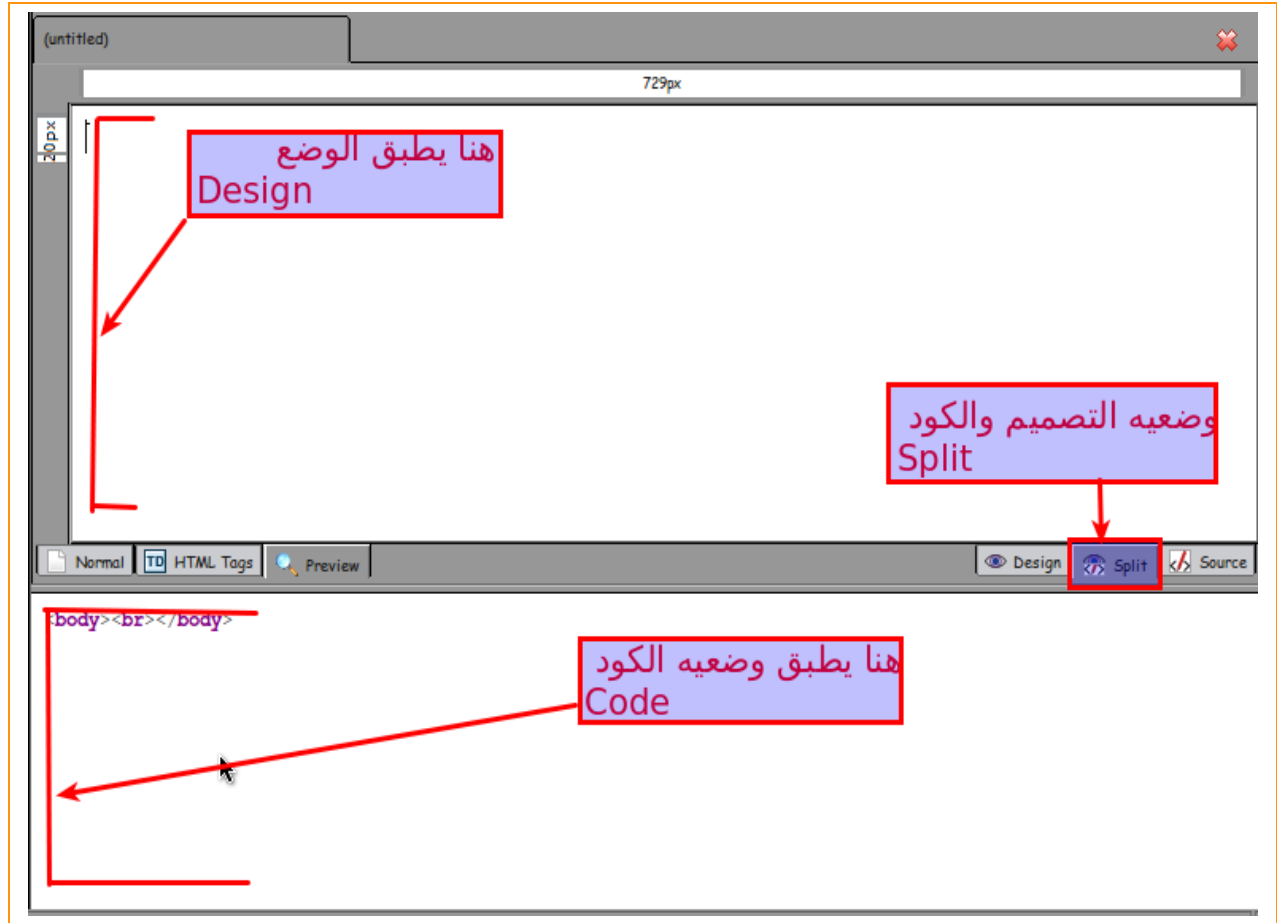 (untitled)
729px
20px
هنا يطبق الوضع
Design
وضعيه التصميم والكود
Split
Normal
HTML Tags
Preview
Design
Split
Source
<body><br></body>
هنا يطبق وضعيه الكود
Code